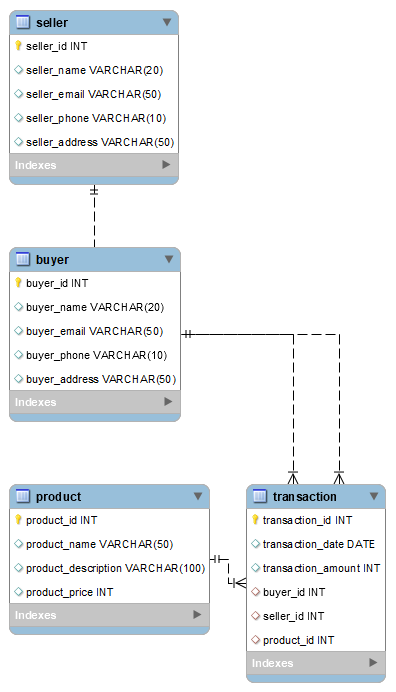 seller
seller_id INT
seller_name VARCHAR(20)
seller_email VARCHAR(50)
seller_phone VARCHAR(10)
seller_address VARCHAR(50)
Indexes
buyer
buyer_id INT
buyer_name VARCHAR(20)
buyer_email VARCHAR(50)
buyer_phone VARCHAR(10)
buyer_address VARCHAR(50)
Indexes
product
product_id INT
product_name VARCHAR(50)
product_description VARCHAR(100)
product_price INT
Indexes
transaction
transaction_id INT
transaction_date DATE
transaction_amount INT
buyer_id INT
seller_id INT
product_id INT
Indexes